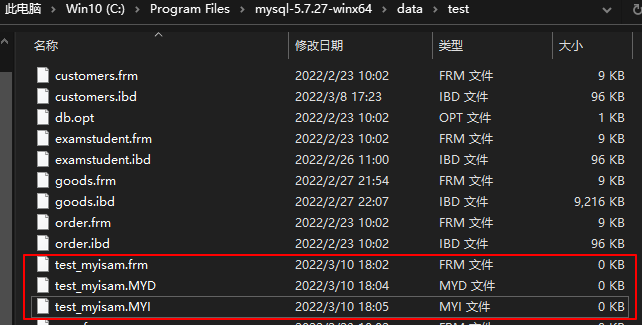 此电脑 > Win10 (C:) > Program Files > mysql-5.7.27-winx64 > data > test
名称 修改日期 类型 大小
customers.frm 2022/2/23 10:02 FRM 文件 9 KB
customers.ibd 2022/3/8 17:23 IBD 文件 96 KB
db.opt 2022/2/23 10:02 OPT 文件 1 KB
examstudent.frm 2022/2/23 10:02 FRM 文件 9 KB
examstudent.ibd 2022/2/26 11:00 IBD 文件 96 KB
goods.frm 2022/2/27 21:54 FRM 文件 9 KB
goods.ibd 2022/2/27 22:07 IBD 文件 9,216 KB
order.frm 2022/2/23 10:02 FRM 文件 9 KB
order.ibd 2022/2/23 10:02 IBD 文件 96 KB
test_myisam.frm 2022/3/10 18:02 FRM 文件 0 KB
test_myisam.MYD 2022/3/10 18:04 MYD 文件 0 KB
test_myisam.MYI 2022/3/10 18:05 MYI 文件 0 KB